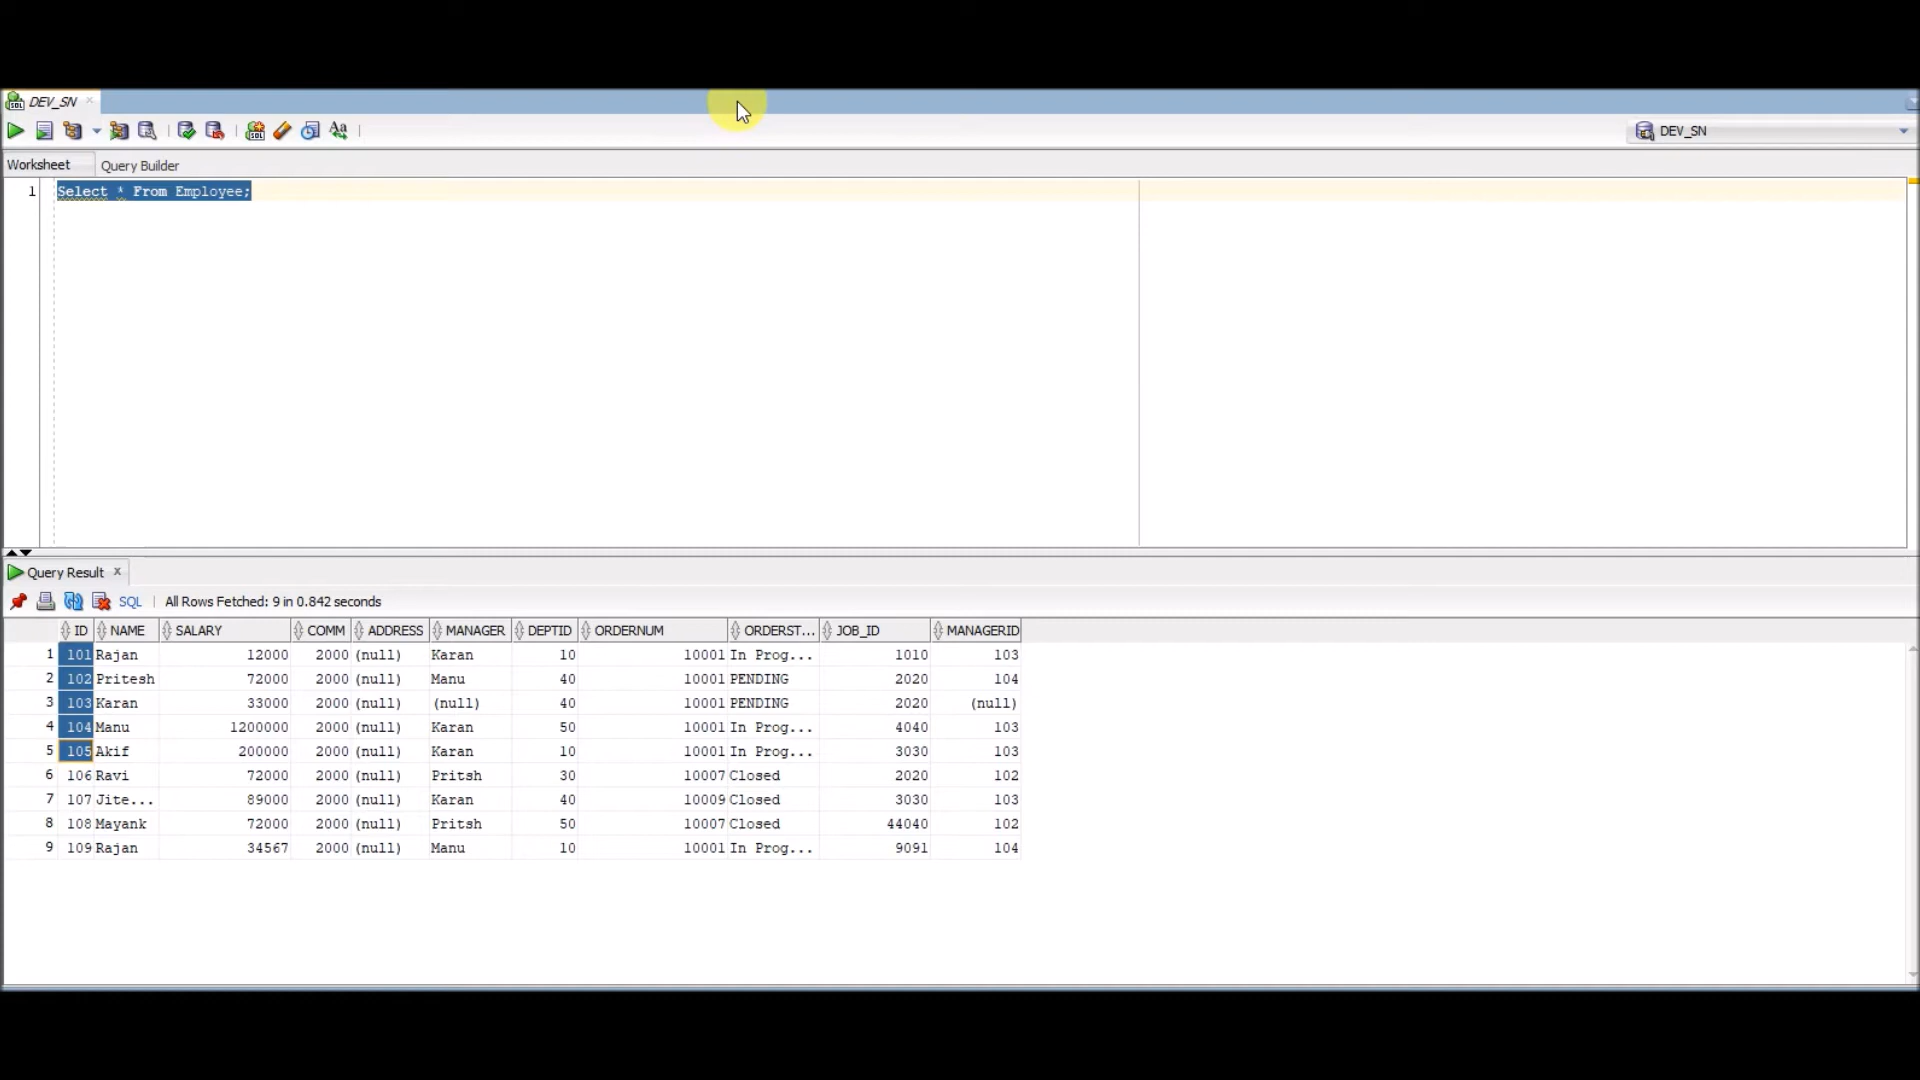 DEV_SN
DEV_SN
Worksheet Query Builder
1 Select * From Employee;
Query Result
SQL All Rows Fetched: 9 in 0.842 seconds
ID NAME SALARY COMM ADDRESS MANAGER DEPTID ORDERNUM ORDERST... JOB_ID MANAGERID
1 101 Rajan 12000 2000 (null) Karan 10 10001 In Prog... 1010 103
2 102 Pritesh 72000 2000 (null) Manu 40 10001 PENDING 2020 104
3 103 Karan 33000 2000 (null) (null) 40 10001 PENDING 2020 (null)
4 104 Manu 1200000 2000 (null) Karan 50 10001 In Prog... 4040 103
5 105 Akif 200000 2000 (null) Karan 10 10001 In Prog... 3030 103
6 106 Ravi 72000 2000 (null) Pritsh 30 10007 Closed 2020 102
7 107 Jite... 89000 2000 (null) Karan 40 10009 Closed 3030 103
8 108 Mayank 72000 2000 (null) Pritsh 50 10007 Closed 44040 102
9 109 Rajan 34567 2000 (null) Manu 10 10001 In Prog... 9091 104